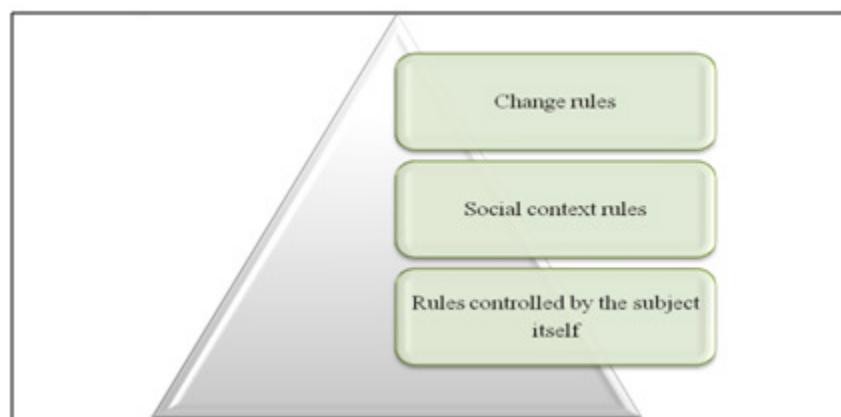 Change rules
Social context rules
Rules controlled by the subject
itself